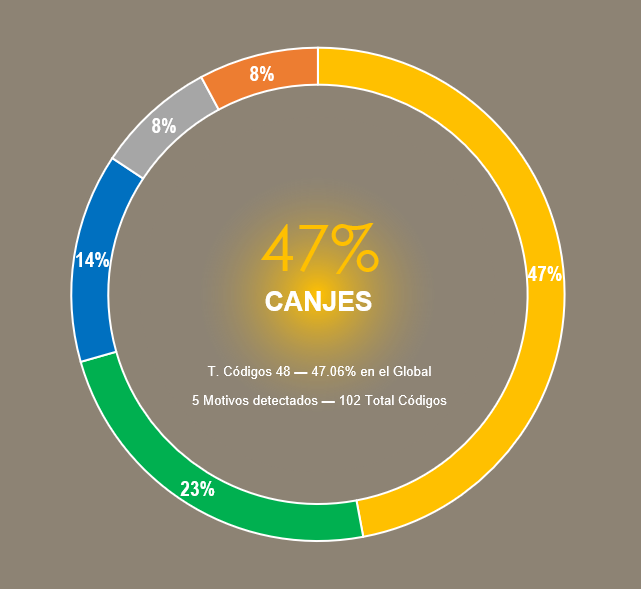 8%
8%
14%
47%
CANJES
47%
T. Códigos 48 — 47.06% en el Global
5 Motivos detectados — 102 Total Códigos
23%